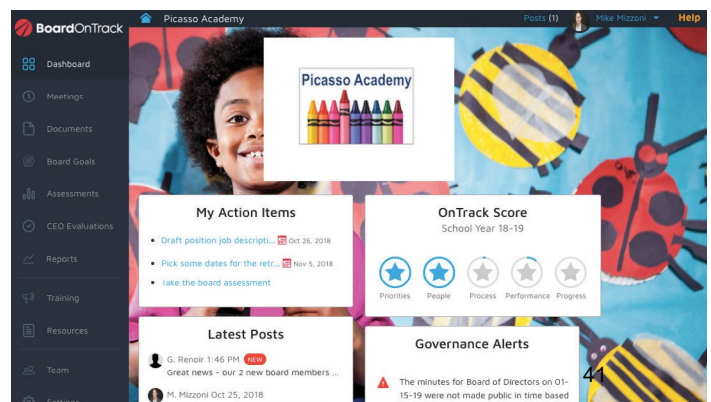 BoardOnTrack
Picasso Academy
Posts (1)
Mike Mizzoni
Help
Dashboard
Meetings
Documents
Board Goals
Assessments
CEO Evaluations
Reports
Training
Resources
Team
Settings
Picasso Academy
My Action Items
Draft position job descripti... Oct 26, 2018
Pick some dates for the retr... Nov 5, 2018
Take the board assessment
OnTrack Score
School Year 18-19
Priorities People Process Performance Progress
Latest Posts
G. Renoir 1:46 PM NEW
Great news - our 2 new board members ...
M. Mizzoni Oct 25, 2018
Governance Alerts
The minutes for Board of Directors on 01-
15-19 were not made public in time based
41